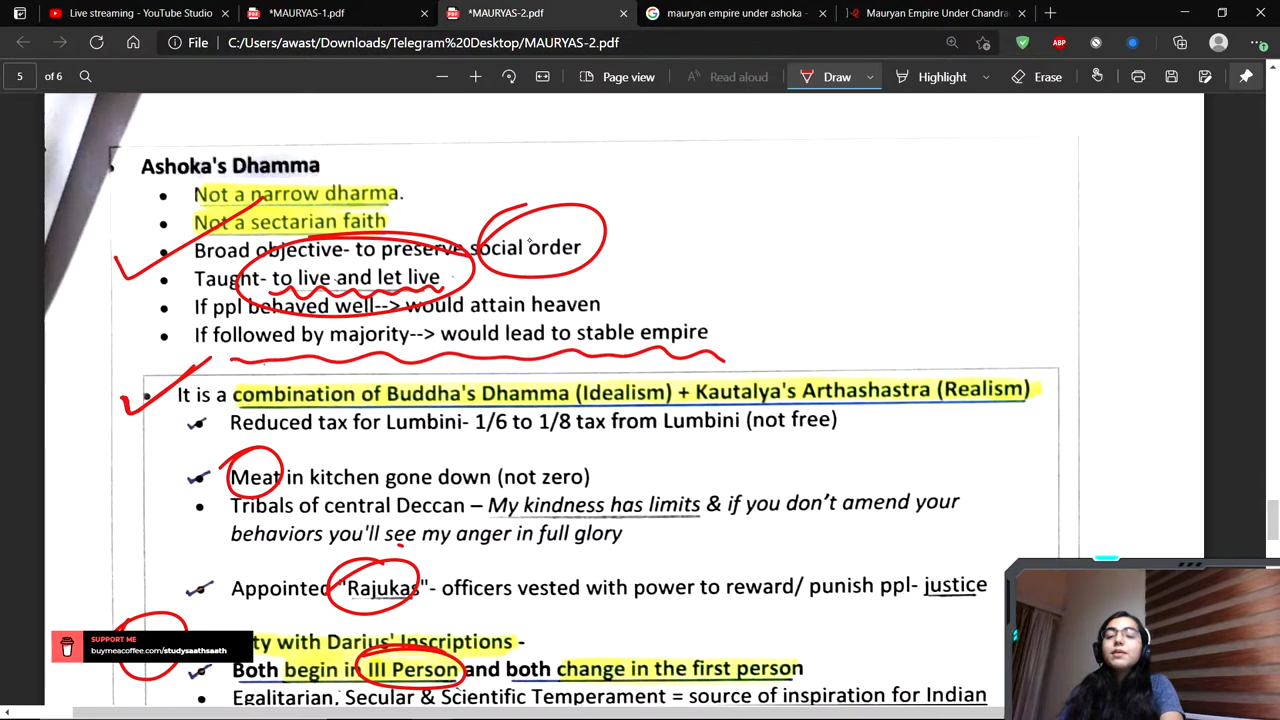 Live streaming - YouTube Studio
*MAURYAS-1.pdf
*MAURYAS-2.pdf
mauryan empire under ashoka -
Mauryan Empire Under Chandra
File
C:/Users/awast/Downloads/Telegram%20Desktop/MAURYAS-2.pdf
5 of 6
Page view
Read aloud
Draw
Highlight
Erase
Ashoka's Dhamma
Not a narrow dharma.
Not a sectarian faith
Broad objective- to preserve social order
Taught- to live and let live
If ppl behaved well--> would attain heaven
If followed by majority--> would lead to stable empire
It is a combination of Buddha's Dhamma (Idealism) + Kautalya's Arthashastra (Realism)
Reduced tax for Lumbini- 1/6 to 1/8 tax from Lumbini (not free)
Meat in kitchen gone down (not zero)
Tribals of central Deccan – My kindness has limits & if you don't amend your
behaviors you'll see my anger in full glory
Appointed "Rajukas"- officers vested with power to reward/ punish ppl- justice
ty with Darius' Inscriptions -
Both begin in III Person and both change in the first person
Egalitarian, Secular & Scientific Temperament = source of inspiration for Indian
SUPPORT ME
buymeacoffee.com/studysaathsaath
ABP